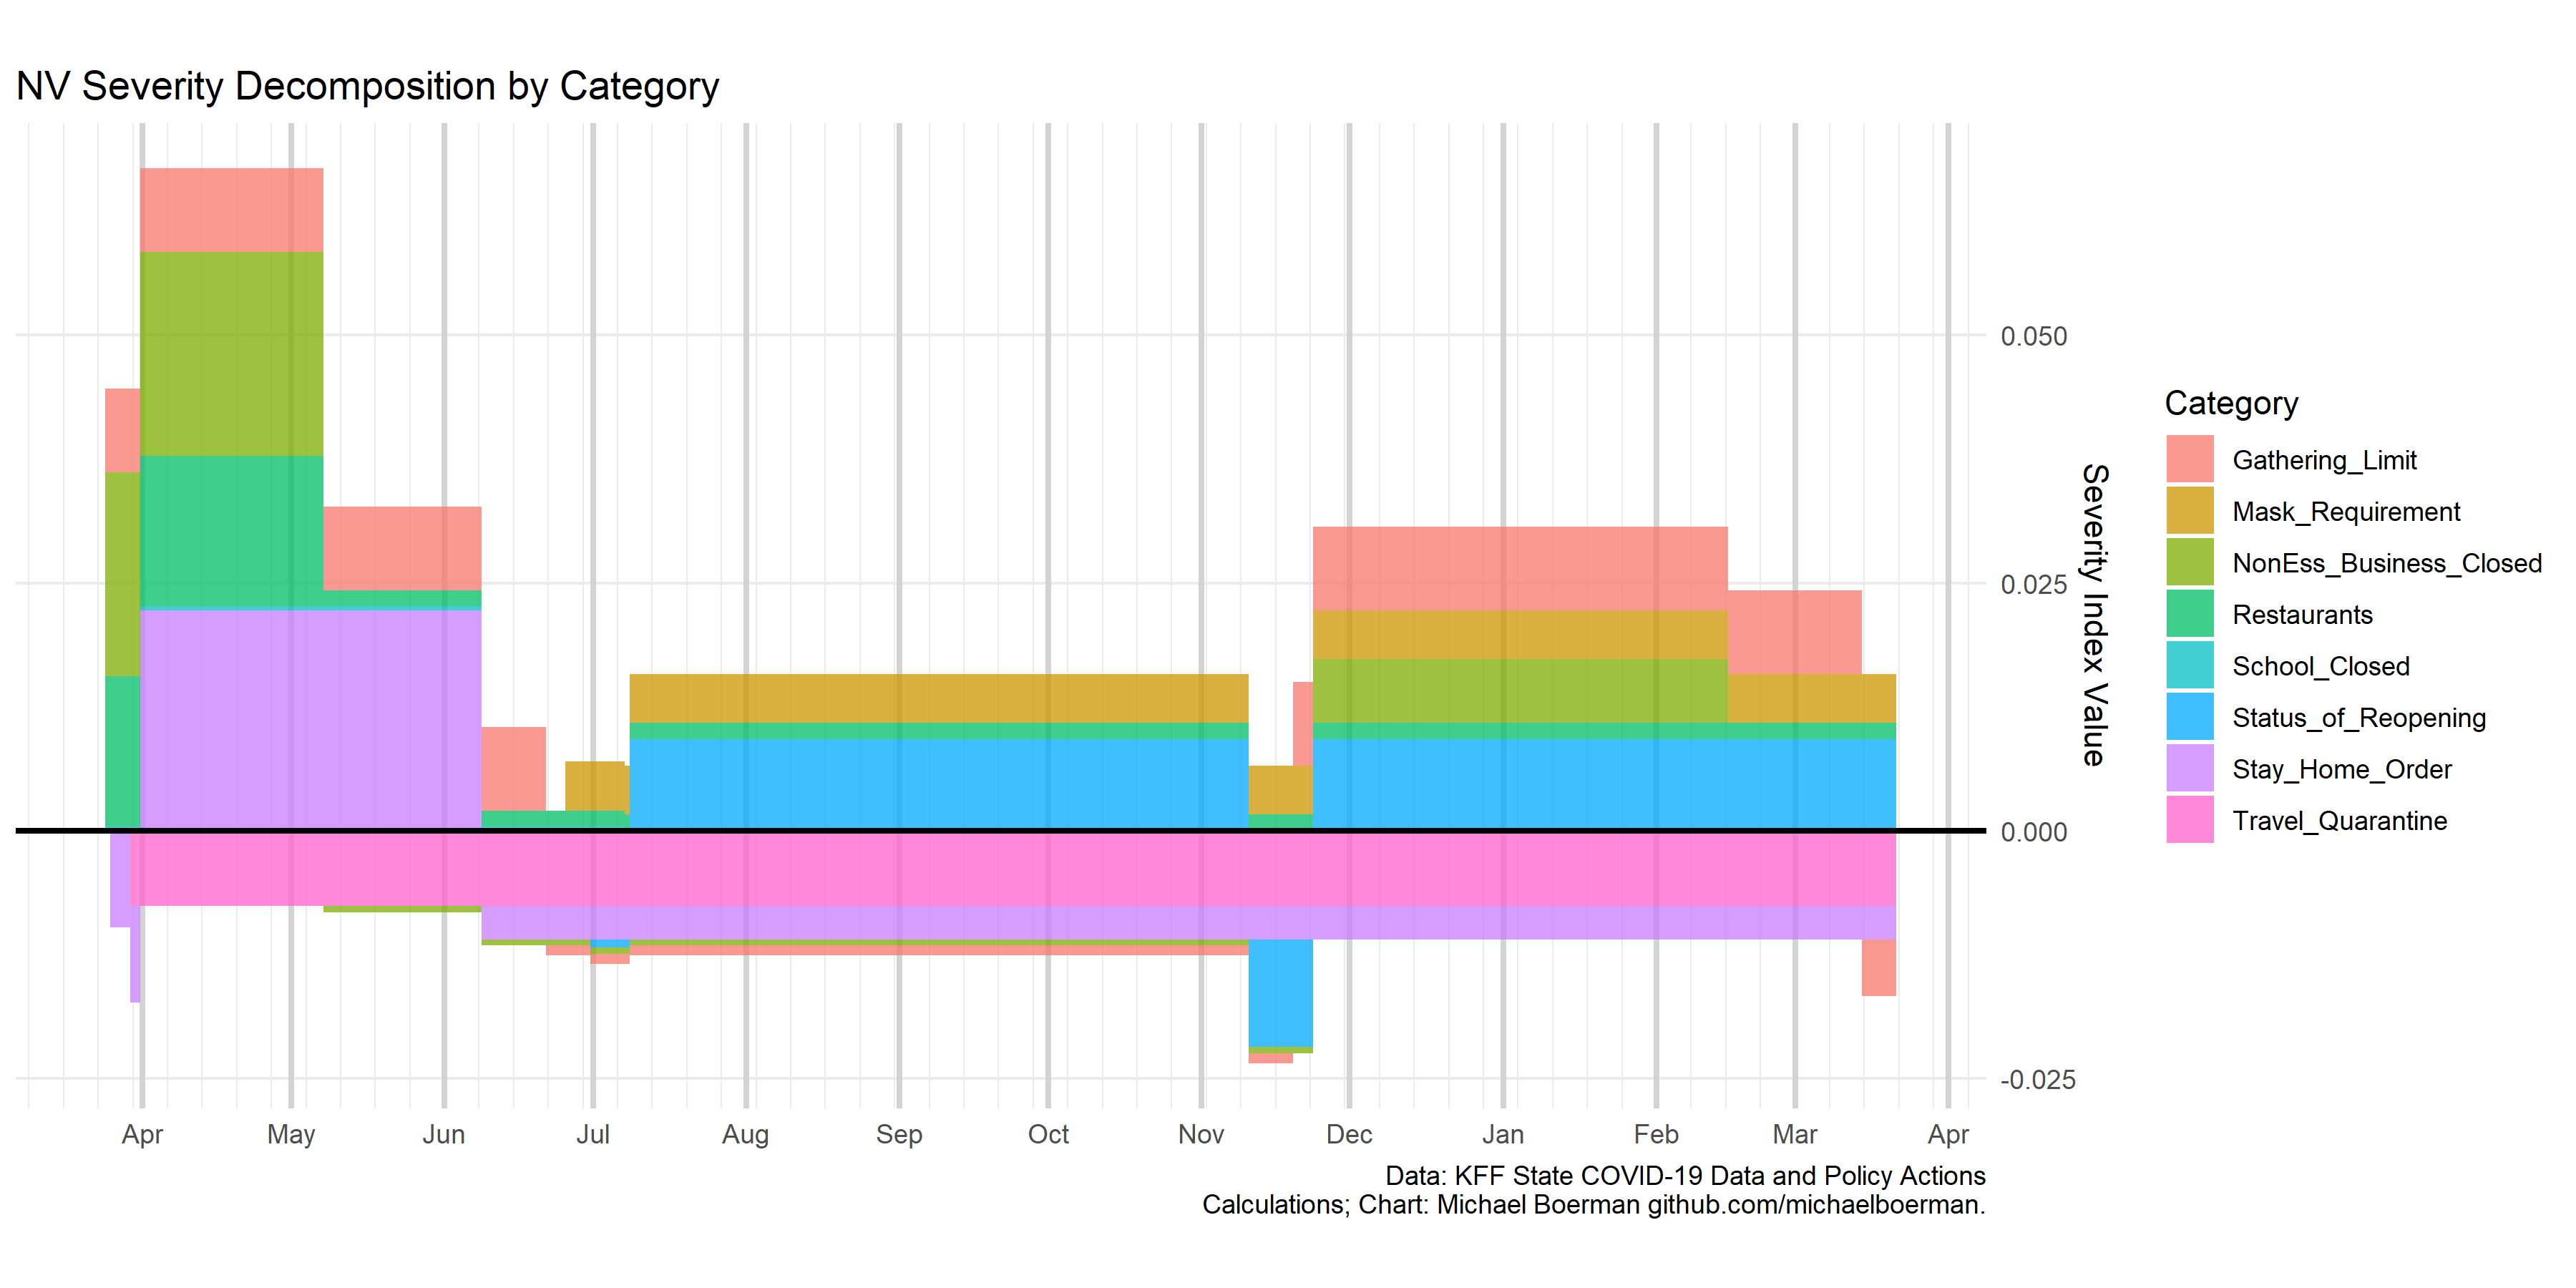 NV Severity Decomposition by Category
0.050
0.025
0.000
-0.025
Severity Index Value
Apr May Jun Jul Aug Sep Oct Nov Dec Jan Feb Mar Apr
Data: KFF State COVID-19 Data and Policy Actions
Calculations; Chart: Michael Boerman github.com/michaelboerman.
Category
Gathering_Limit
Mask_Requirement
NonEss_Business_Closed
Restaurants
School_Closed
Status_of_Reopening
Stay_Home_Order
Travel_Quarantine